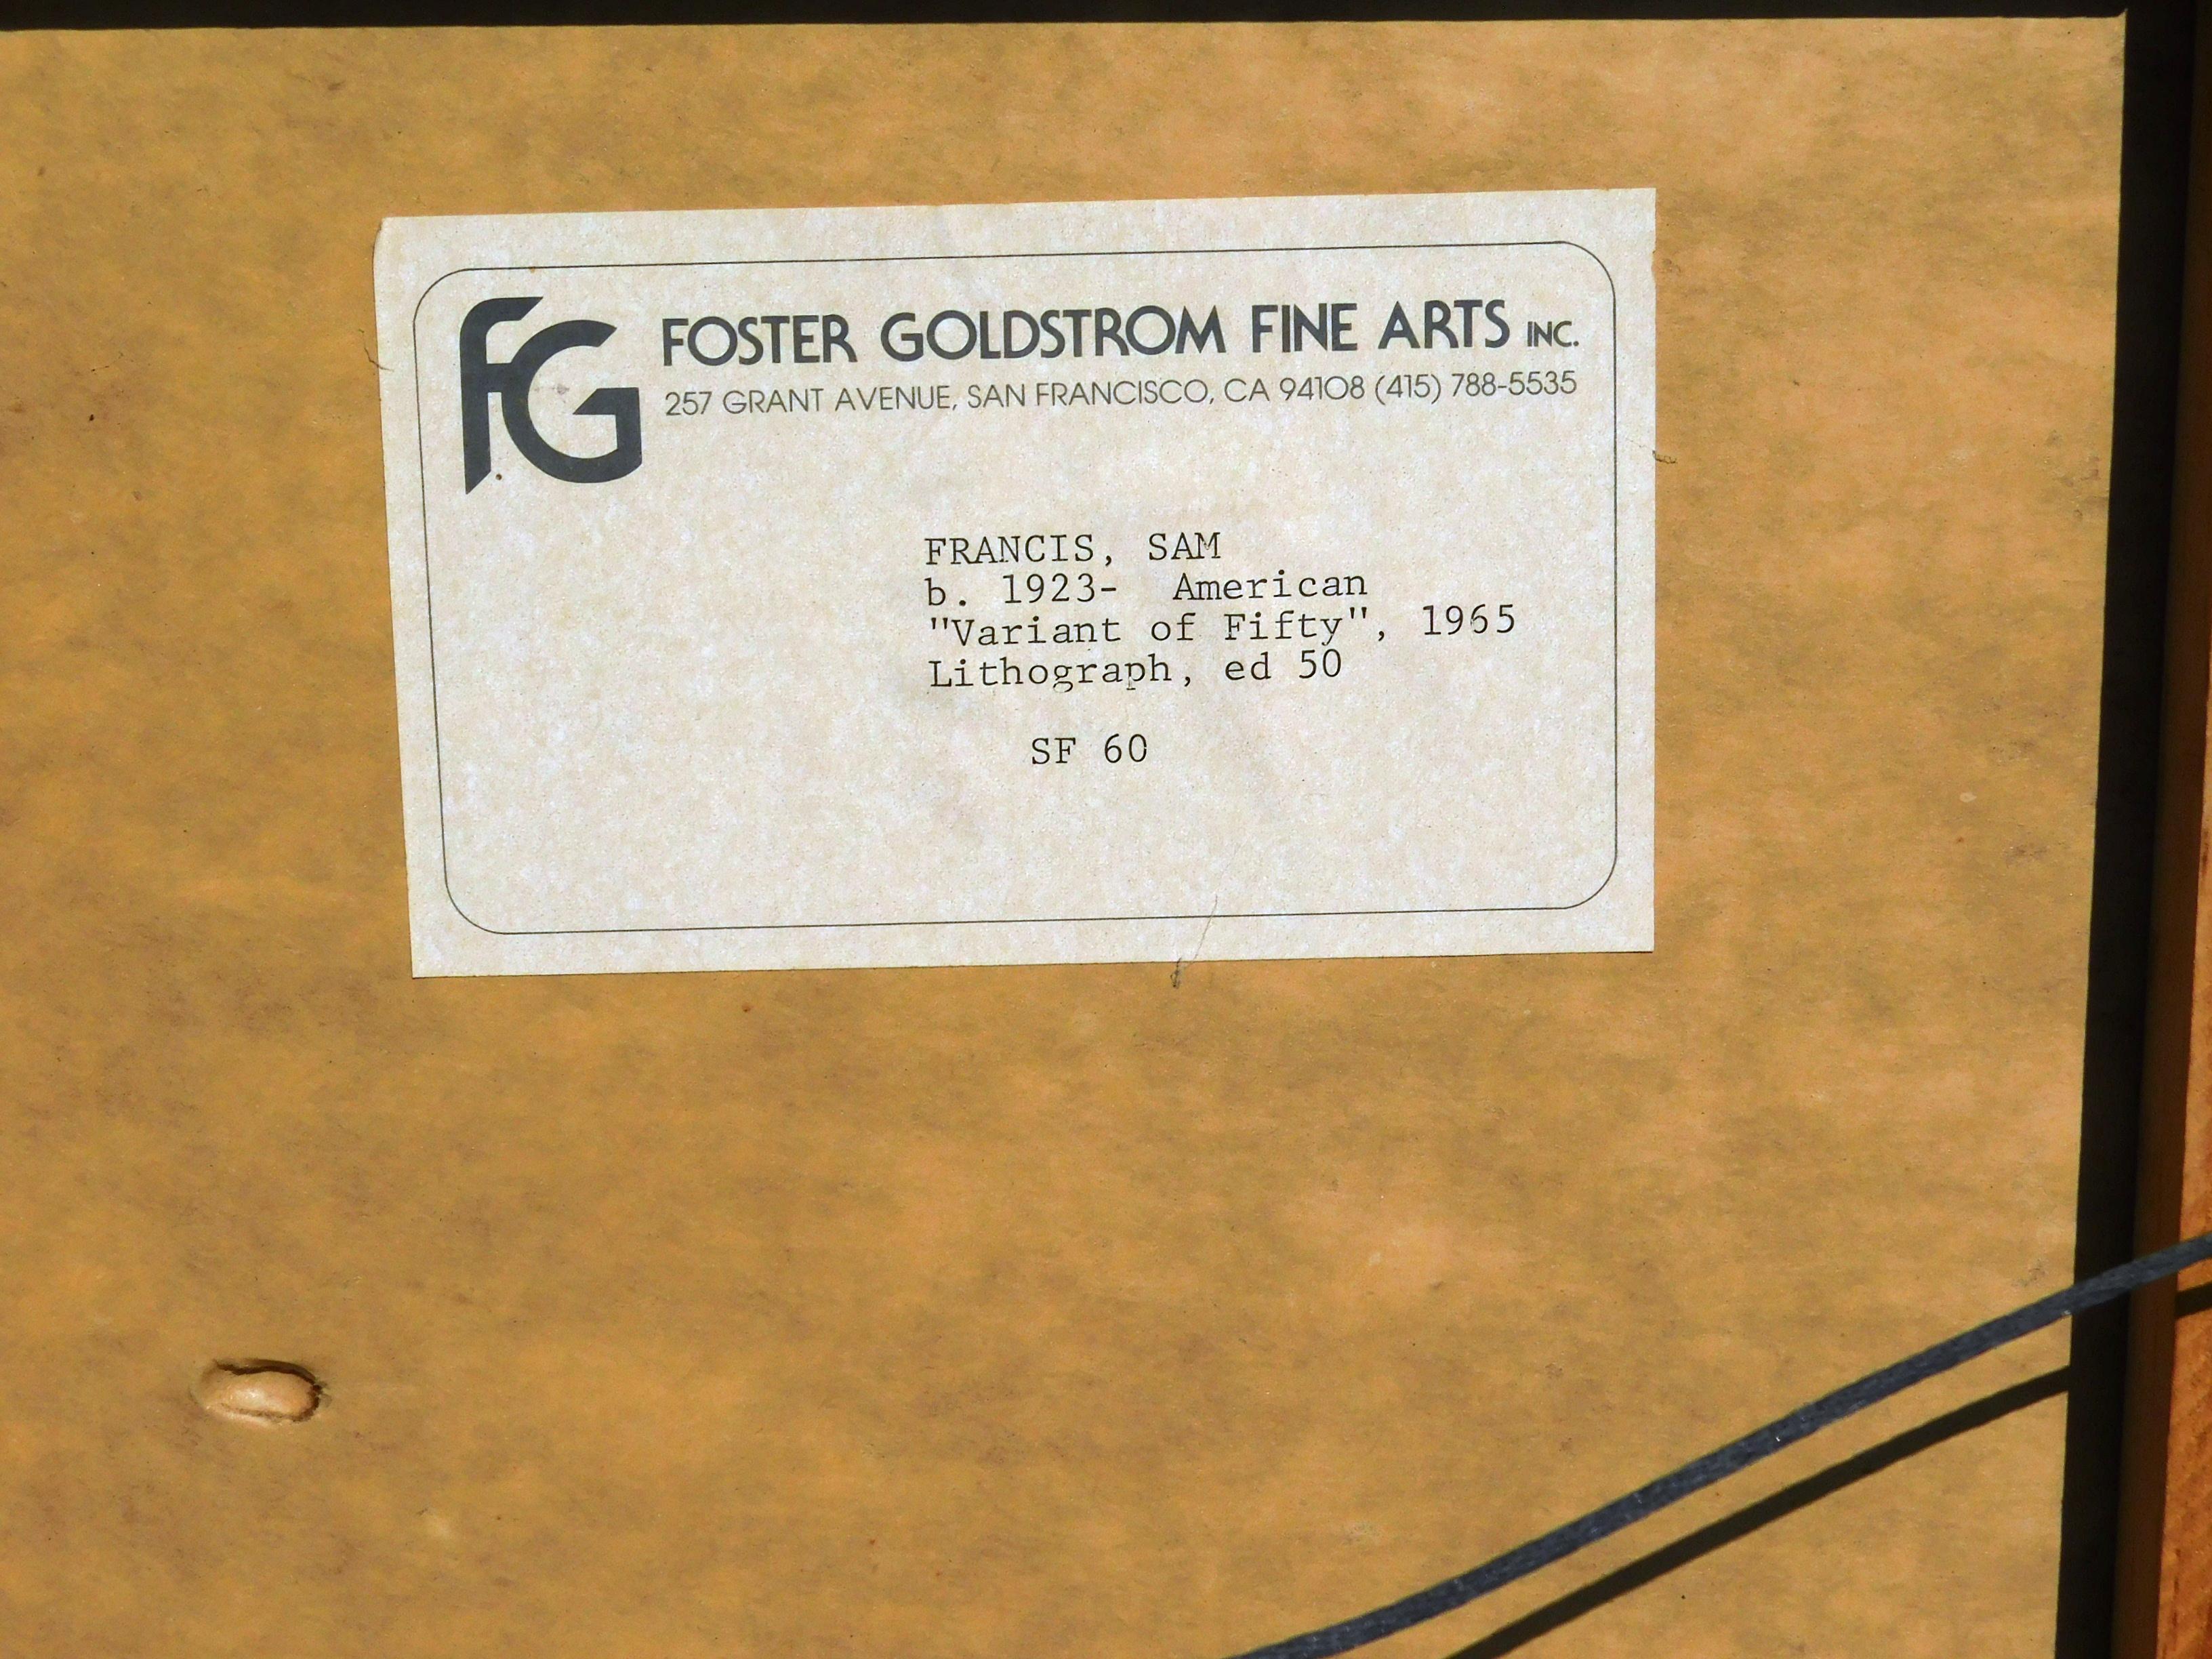 FG
FOSTER GOLDSTROM FINE ARTS INC.
257 GRANT AVENUE, SAN FRANCISCO, CA 94108 (415) 788-5535
FRANCIS, SAM
b. 1923- American
"Variant of Fifty", 1965
Lithograph, ed 50
SF 60